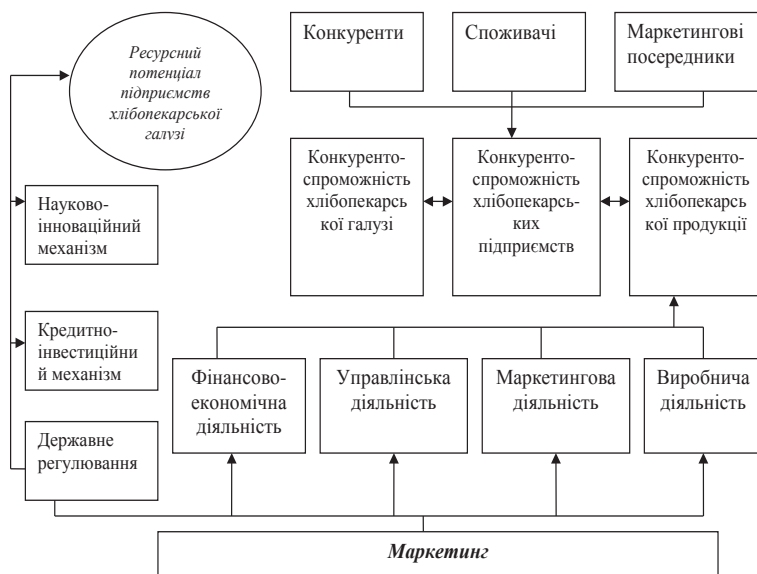 Ресурсний
потенціал
підприємств
хлібопекарської
галузі
Конкуренти
Споживачі
Маркетингові
посередники
Науково-
інноваційний
механізм
Конкуренто-
спроможність
хлібопекарсь
кої галузі
Конкуренто-
спроможність
хлібопекарсь-
ких
підприємств
Конкуренто-
спроможність
хлібопекарсь
кої продукції
Кредитно-
інвестиційни
й механізм
Державне
регулювання
Фінансово-
економічна
діяльність
Управлінська
діяльність
Маркетингова
діяльність
Виробнича
діяльність
Маркетинг